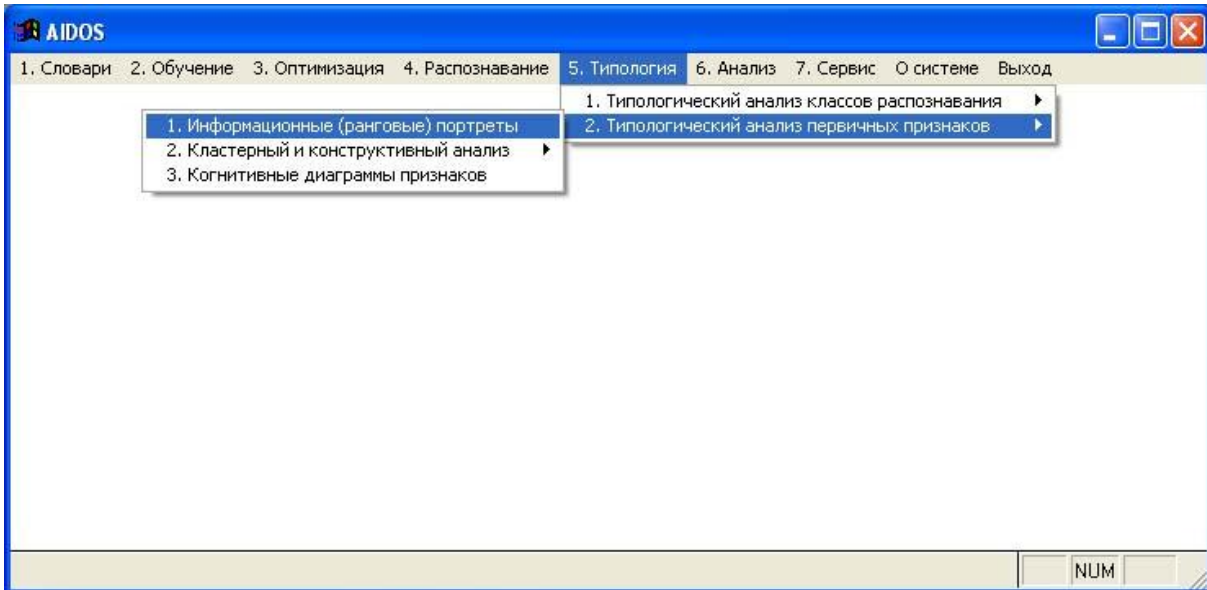 AIDOS
1. Словари 2. Обучение 3. Оптимизация 4. Распознавание 5. Типология 6. Анализ 7. Сервис О системе Выход
1. Типологический анализ классов распознавания
2. Типологический анализ первичных признаков
1. Информационные (ранговые) портреты
2. Кластерный и конструктивный анализ
3. Когнитивные диаграммы признаков
NUM